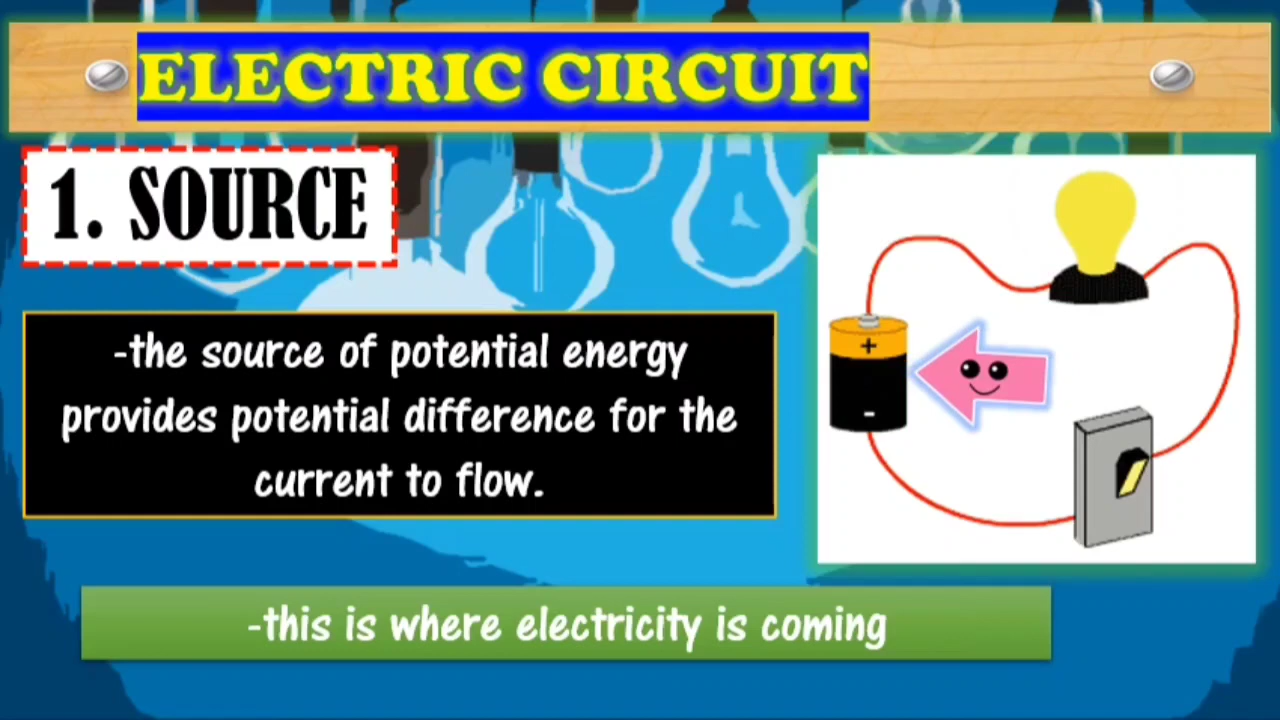 ELECTRIC CIRCUIT
1. SOURCE
-the source of potential energy
provides potential difference for the
current to flow.
+
-
-this is where electricity is coming